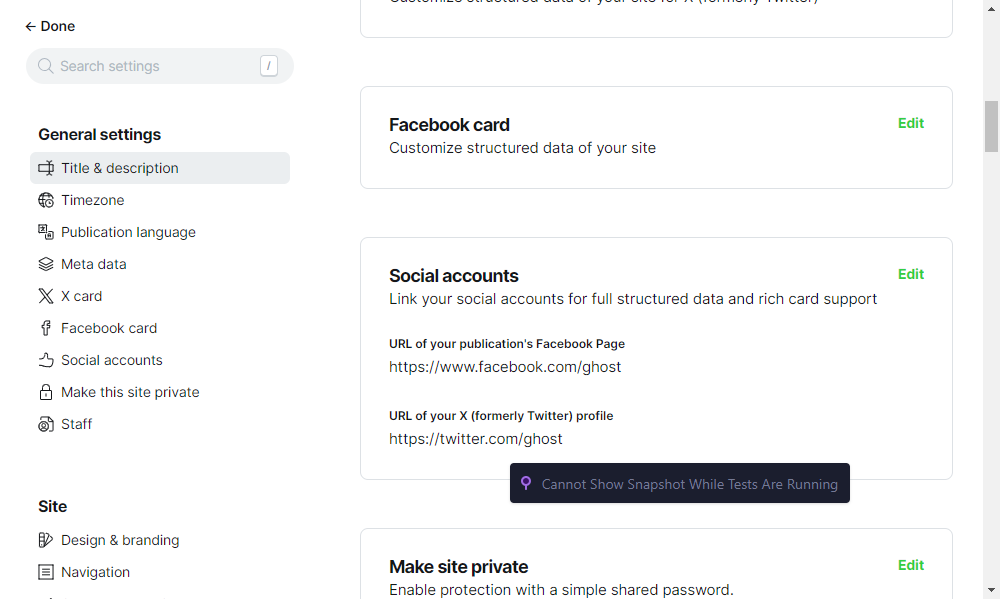 Done
Search settings
/
General settings
Title & description
Timezone
Publication language
Meta data
X card
Facebook card
Social accounts
Make this site private
Staff
Site
Design & branding
Navigation
Customize structured data of your site for X (formerly Twitter)
Facebook card
Edit
Customize structured data of your site
Social accounts
Edit
Link your social accounts for full structured data and rich card support
URL of your publication's Facebook Page
https://www.facebook.com/ghost
URL of your X (formerly Twitter) profile
https://twitter.com/ghost
Cannot Show Snapshot While Tests Are Running
Make site private
Edit
Enable protection with a simple shared password.